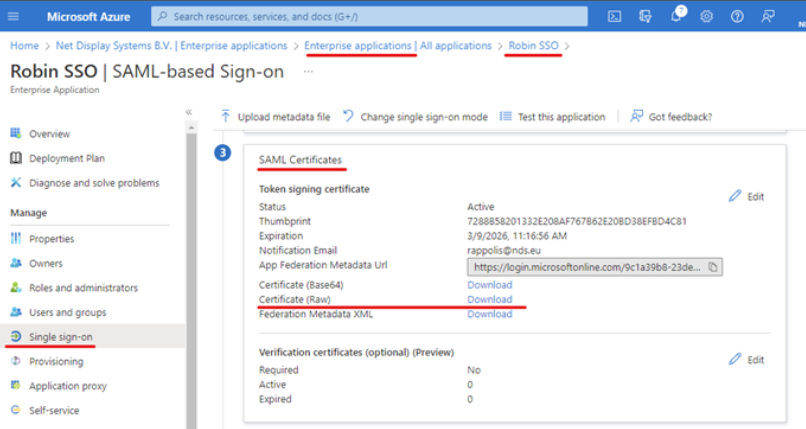 Microsoft Azure
Search resources, services, and docs (G+/)
7
Home > Net Display Systems B.V. | Enterprise applications > Enterprise applications | All applications > Robin SSO >
Robin SSO | SAML-based Sign-on ...
Enterprise Application
Upload metadata file Change single sign-on mode Test this application Got feedback?
Overview
Deployment Plan
Diagnose and solve problems
Manage
Properties
Owners
Roles and administrators
Users and groups
Single sign-on
Provisioning
Application proxy
Self-service
3
SAML Certificates
Token signing certificate
Edit
Status Active
Thumbprint 7288858201332E208AF767B62E20BD38EFBD4C81
Expiration 3/9/2026, 11:16:56 AM
Notification Email rappolis@nds.eu
App Federation Metadata Url https://login.microsoftonline.com/9c1a39b8-23de...
Certificate (Base64) Download
Certificate (Raw) Download
Federation Metadata XML Download
Verification certificates (optional) (Preview)
Edit
Required No
Active 0
Expired 0